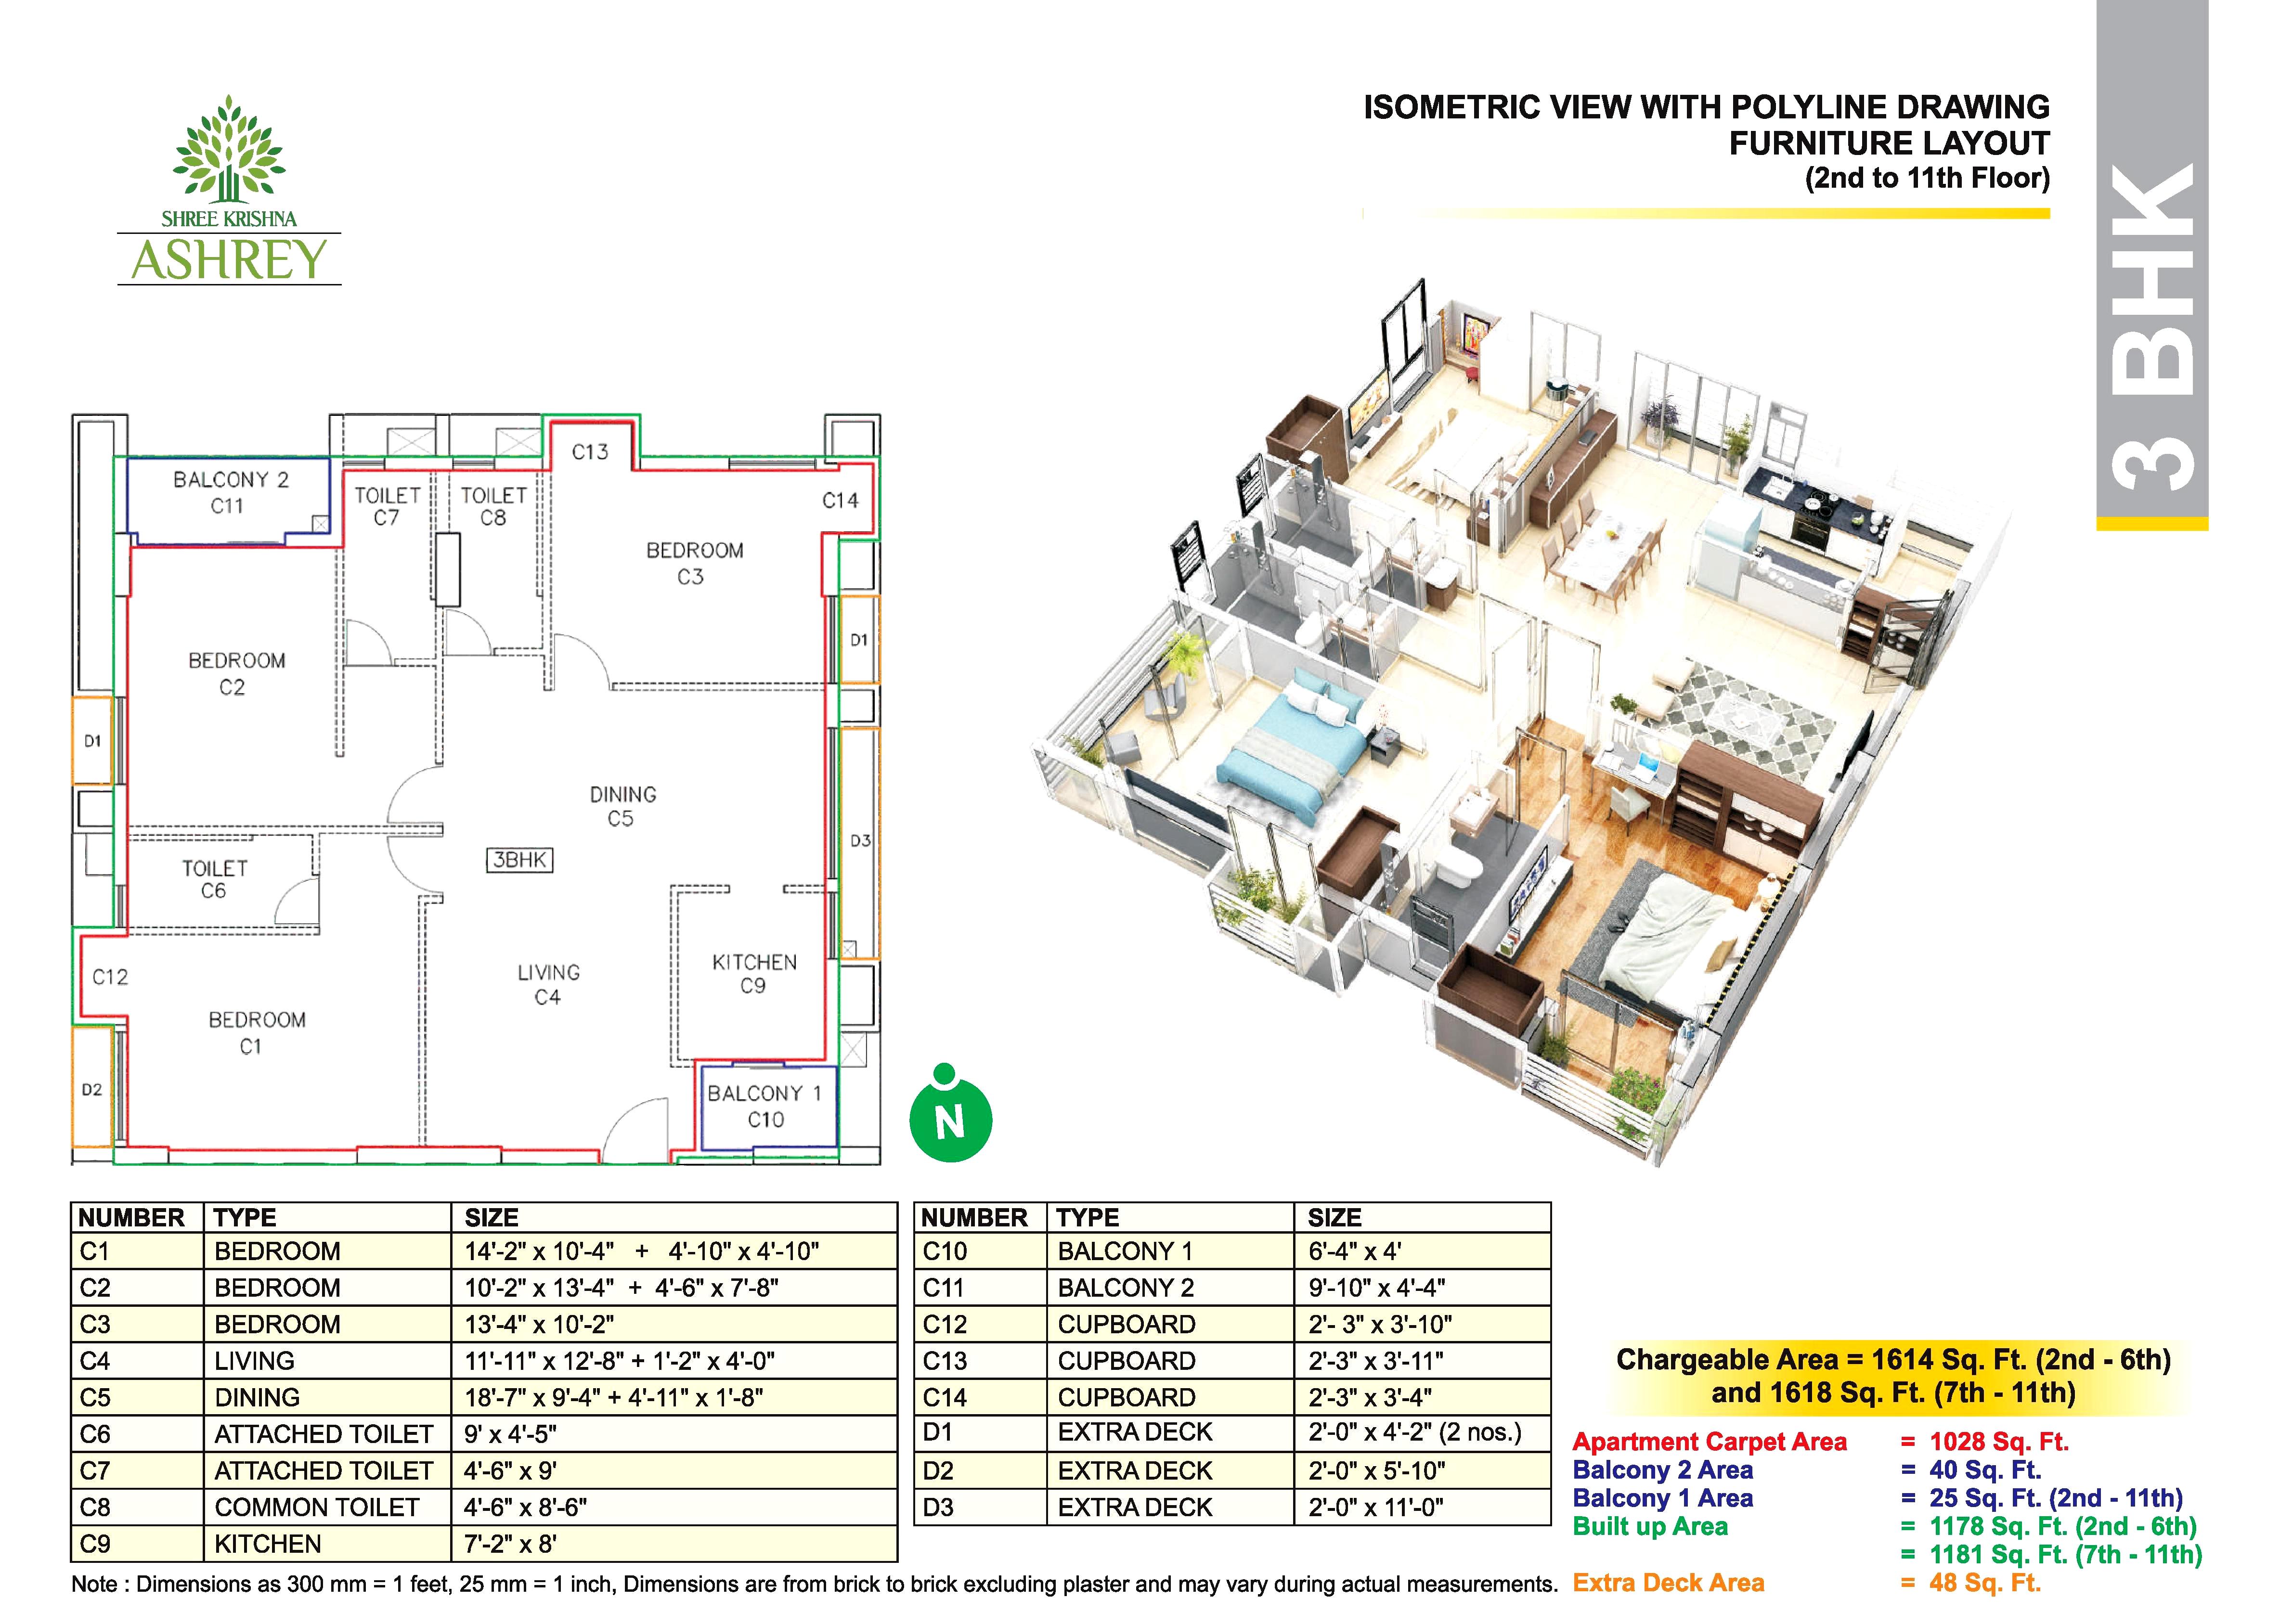 SHREE KRISHNA
ASHREY
ISOMETRIC VIEW WITH POLYLINE DRAWING
FURNITURE LAYOUT
(2nd to 11th Floor)
3 BHK
C13
BALCONY 2
C11
TOILET
C7
TOILET
C8
C14
BEDROOM
C3
BEDROOM
C2
D1
D1
DINING
C5
D3
3BHK
TOILET
C6
C12
LIVING
C4
KITCHEN
C9
BEDROOM
C1
D2
BALCONY 1
C10
N
NUMBER TYPE SIZE
C1 BEDROOM 14'-2" x 10'-4" + 4'-10" x 4'-10"
C2 BEDROOM 10'-2" x 13'-4" + 4'-6" x 7'-8"
C3 BEDROOM 13'-4" x 10'-2"
C4 LIVING 11'-11" x 12'-8" + 1'-2" x 4'-0"
C5 DINING 18'-7" x 9'-4" + 4'-11" x 1'-8"
C6 ATTACHED TOILET 9' x 4'-5"
C7 ATTACHED TOILET 4'-6" x 9'
C8 COMMON TOILET 4'-6" x 8'-6"
C9 KITCHEN 7'-2" x 8'
NUMBER TYPE SIZE
C10 BALCONY 1 6'-4" x 4'
C11 BALCONY 2 9'-10" x 4'-4"
C12 CUPBOARD 2'- 3" x 3'-10"
C13 CUPBOARD 2'-3" x 3'-11"
C14 CUPBOARD 2'-3" x 3'-4"
D1 EXTRA DECK 2'-0" x 4'-2" (2 nos.)
D2 EXTRA DECK 2'-0" x 5'-10"
D3 EXTRA DECK 2'-0" x 11'-0"
Note : Dimensions as 300 mm = 1 feet, 25 mm = 1 inch, Dimensions are from brick to brick excluding plaster and may vary during actual measurements.
Chargeable Area = 1614 Sq. Ft. (2nd - 6th)
and 1618 Sq. Ft. (7th - 11th)
Apartment Carpet Area = 1028 Sq. Ft.
Balcony 2 Area = 40 Sq. Ft.
Balcony 1 Area = 25 Sq. Ft. (2nd - 11th)
Built up Area = 1178 Sq. Ft. (2nd - 6th)
= 1181 Sq. Ft. (7th - 11th)
Extra Deck Area = 48 Sq. Ft.